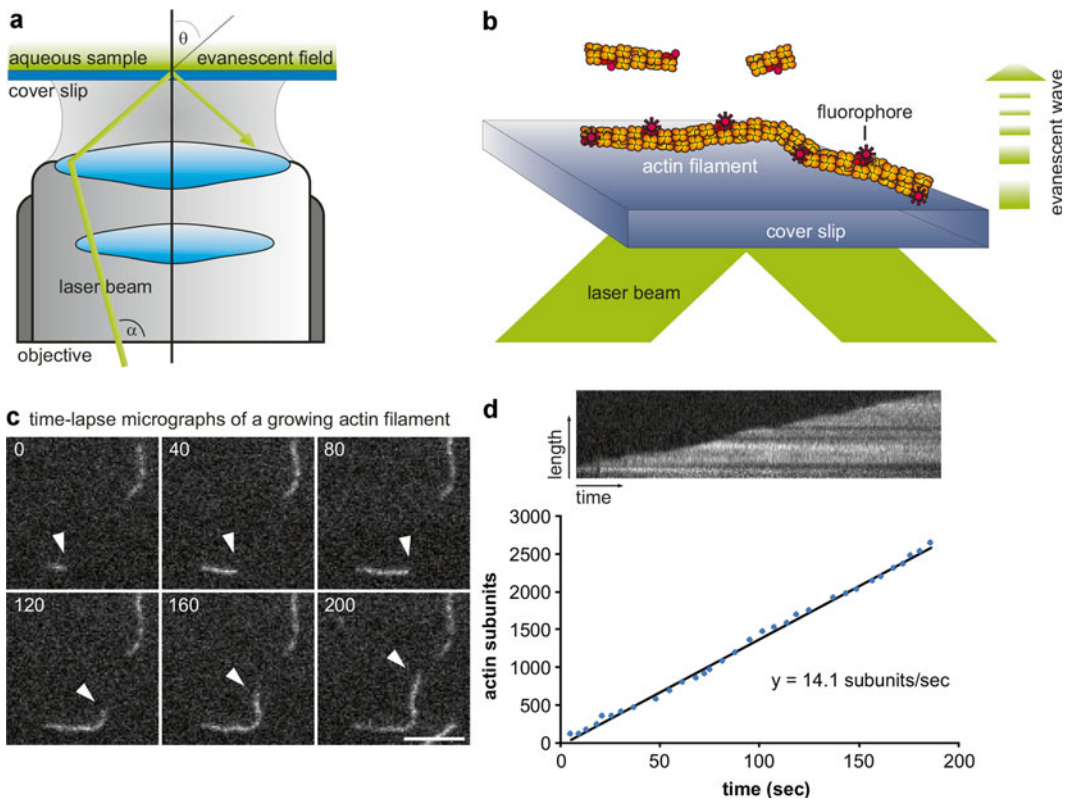 a
θ
aqueous sample evanescent field
cover slip
laser beam
α
objective
b
fluorophore
actin filament
cover slip
laser beam
evanescent wave
c time-lapse micrographs of a growing actin filament
0 40 80
120 160 200
d
length
time
3000
2500
2000
1500
1000
500
0
actin subunits
y = 14.1 subunits/sec
0 50 100 150 200
time (sec)